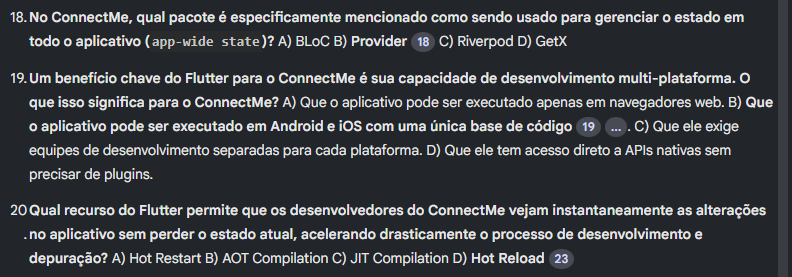 18. No ConnectMe, qual pacote é especificamente mencionado como sendo usado para gerenciar o estado em
todo o aplicativo (app-wide state)? A) BLoC B) Provider 18 C) Riverpod D) GetX
19. Um benefício chave do Flutter para o ConnectMe é sua capacidade de desenvolvimento multi-plataforma. O
que isso significa para o ConnectMe? A) Que o aplicativo pode ser executado apenas em navegadores web. B) Que
o aplicativo pode ser executado em Android e iOS com uma única base de código 19 ... . C) Que ele exige
equipes de desenvolvimento separadas para cada plataforma. D) Que ele tem acesso direto a APIs nativas sem
precisar de plugins.
20 Qual recurso do Flutter permite que os desenvolvedores do ConnectMe vejam instantaneamente as alterações
. no aplicativo sem perder o estado atual, acelerando drasticamente o processo de desenvolvimento e
depuração? A) Hot Restart B) AOT Compilation C) JIT Compilation D) Hot Reload 23